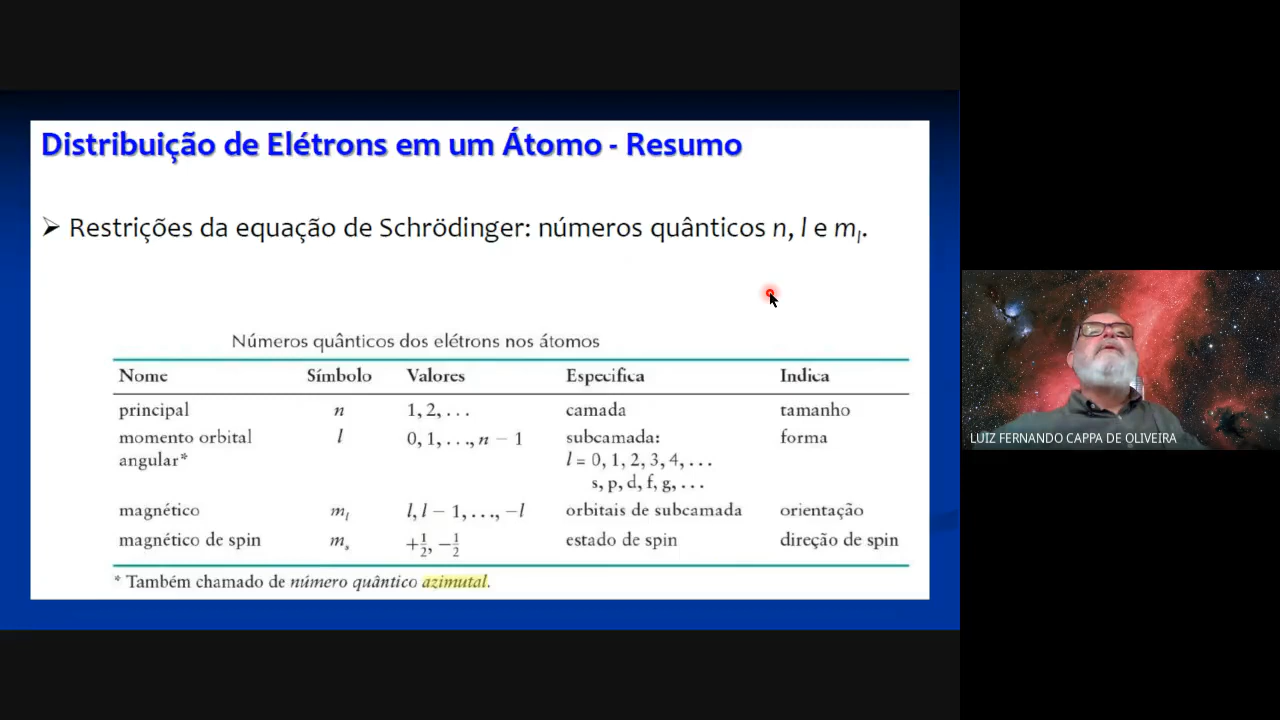 Distribuição de Elétrons em um Átomo - Resumo
➢ Restrições da equação de Schrödinger: números quânticos n, l e mₗ.
Números quânticos dos elétrons nos átomos
Nome Símbolo Valores Especifica Indica
principal n 1, 2, . . . camada tamanho
momento orbital l 0, 1, . . ., n − 1 subcamada: forma
angular* l = 0, 1, 2, 3, 4, . . .
s, p, d, f, g, . . .
magnético mₗ l, l − 1, . . ., −l orbitais de subcamada orientação
magnético de spin mₛ +½, −½ estado de spin direção de spin
* Também chamado de número quântico azimutal.
LUIZ FERNANDO CAPPA DE OLIVEIRA